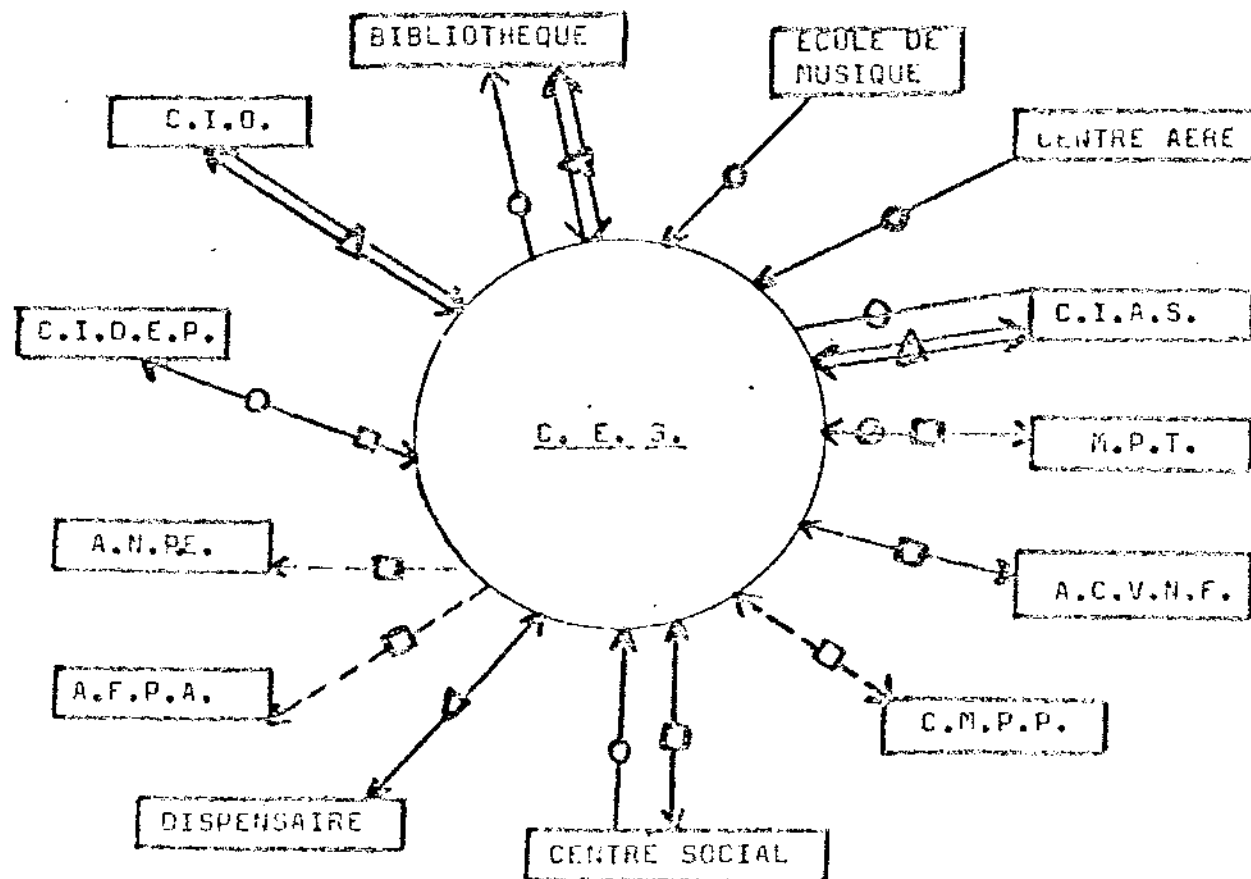 BIBLIOTHEQUE
ECOLE DE
MUSIQUE
C.I.O.
CENTRE AERE
C.I.D.E.P.
C.I.A.S.
C. E. S.
M.P.T.
A.N.PE.
A.C.V.N.F.
A.F.P.A.
C.M.P.P.
DISPENSAIRE
CENTRE SOCIAL